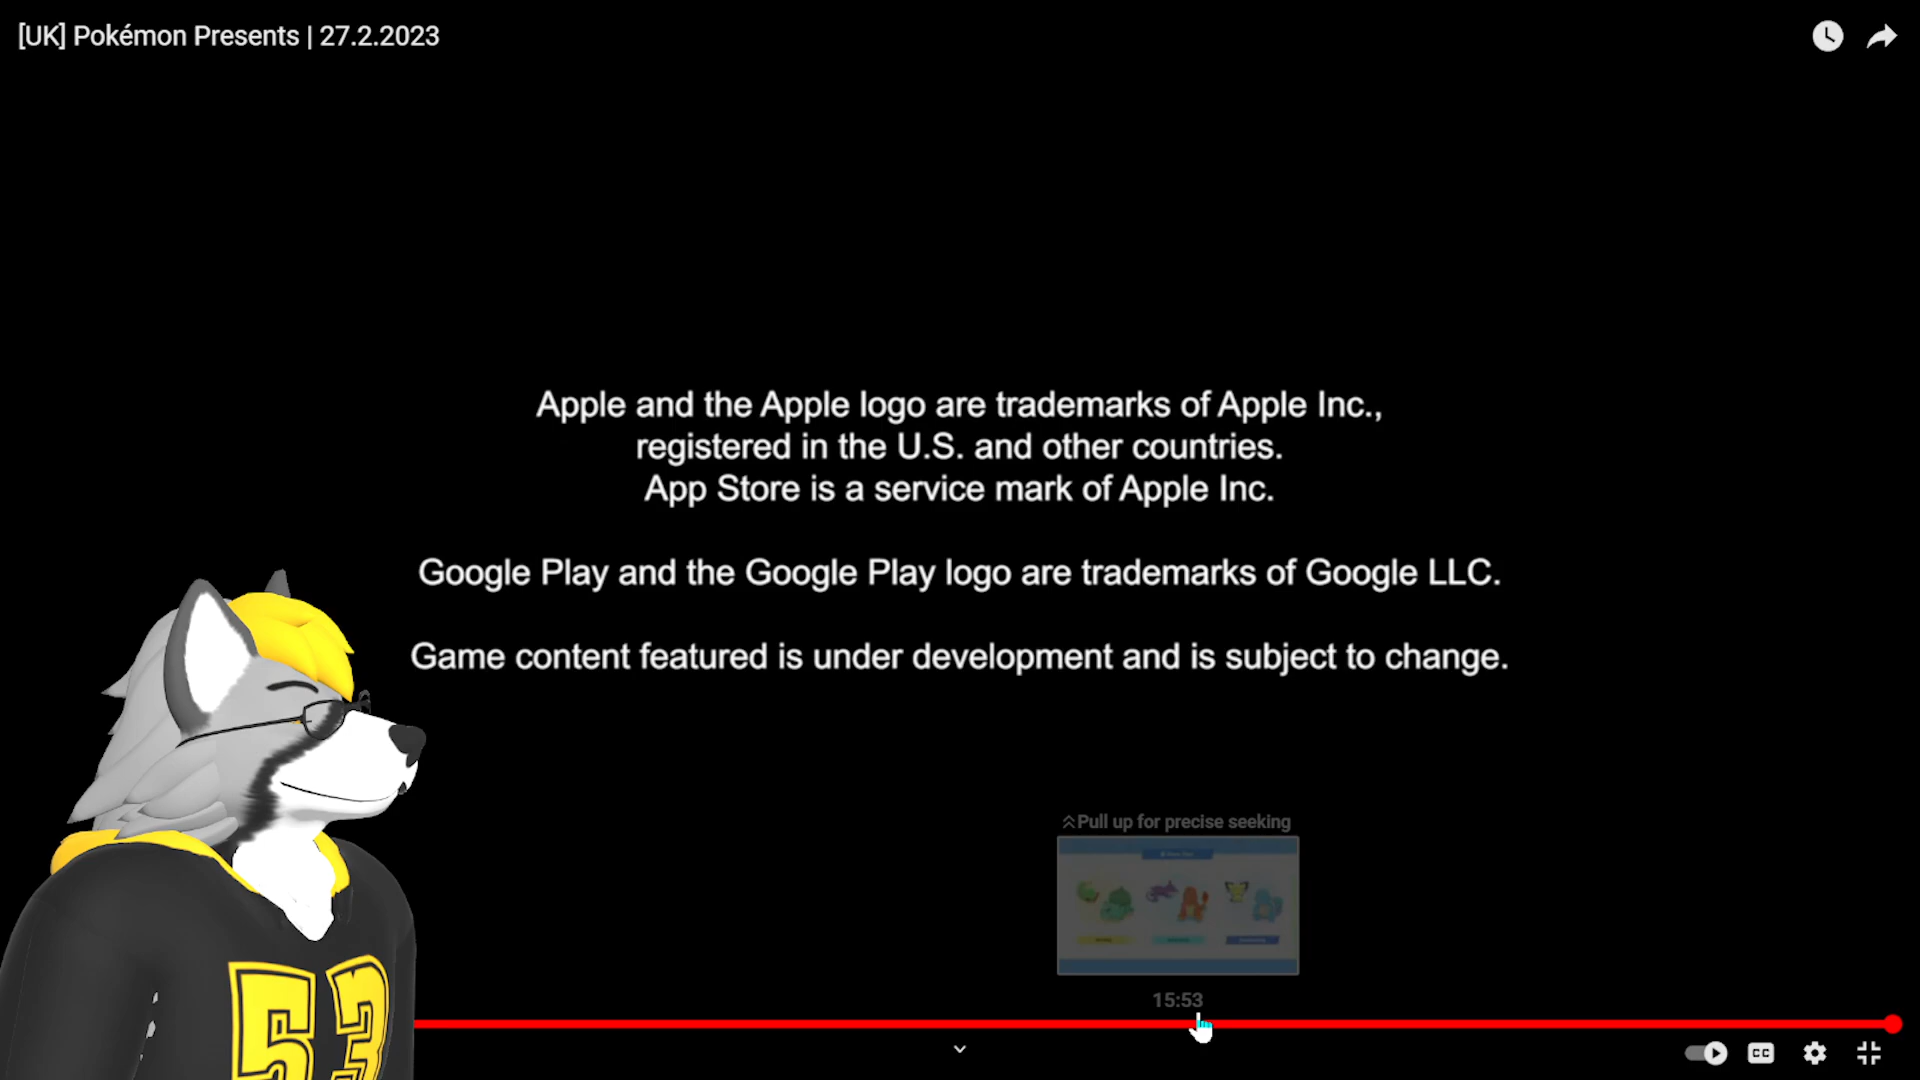 [UK] Pokémon Presents | 27.2.2023
Apple and the Apple logo are trademarks of Apple Inc.,
registered in the U.S. and other countries.
App Store is a service mark of Apple Inc.
Google Play and the Google Play logo are trademarks of Google LLC.
Game content featured is under development and is subject to change.
Pull up for precise seeking
15:53
53
CC